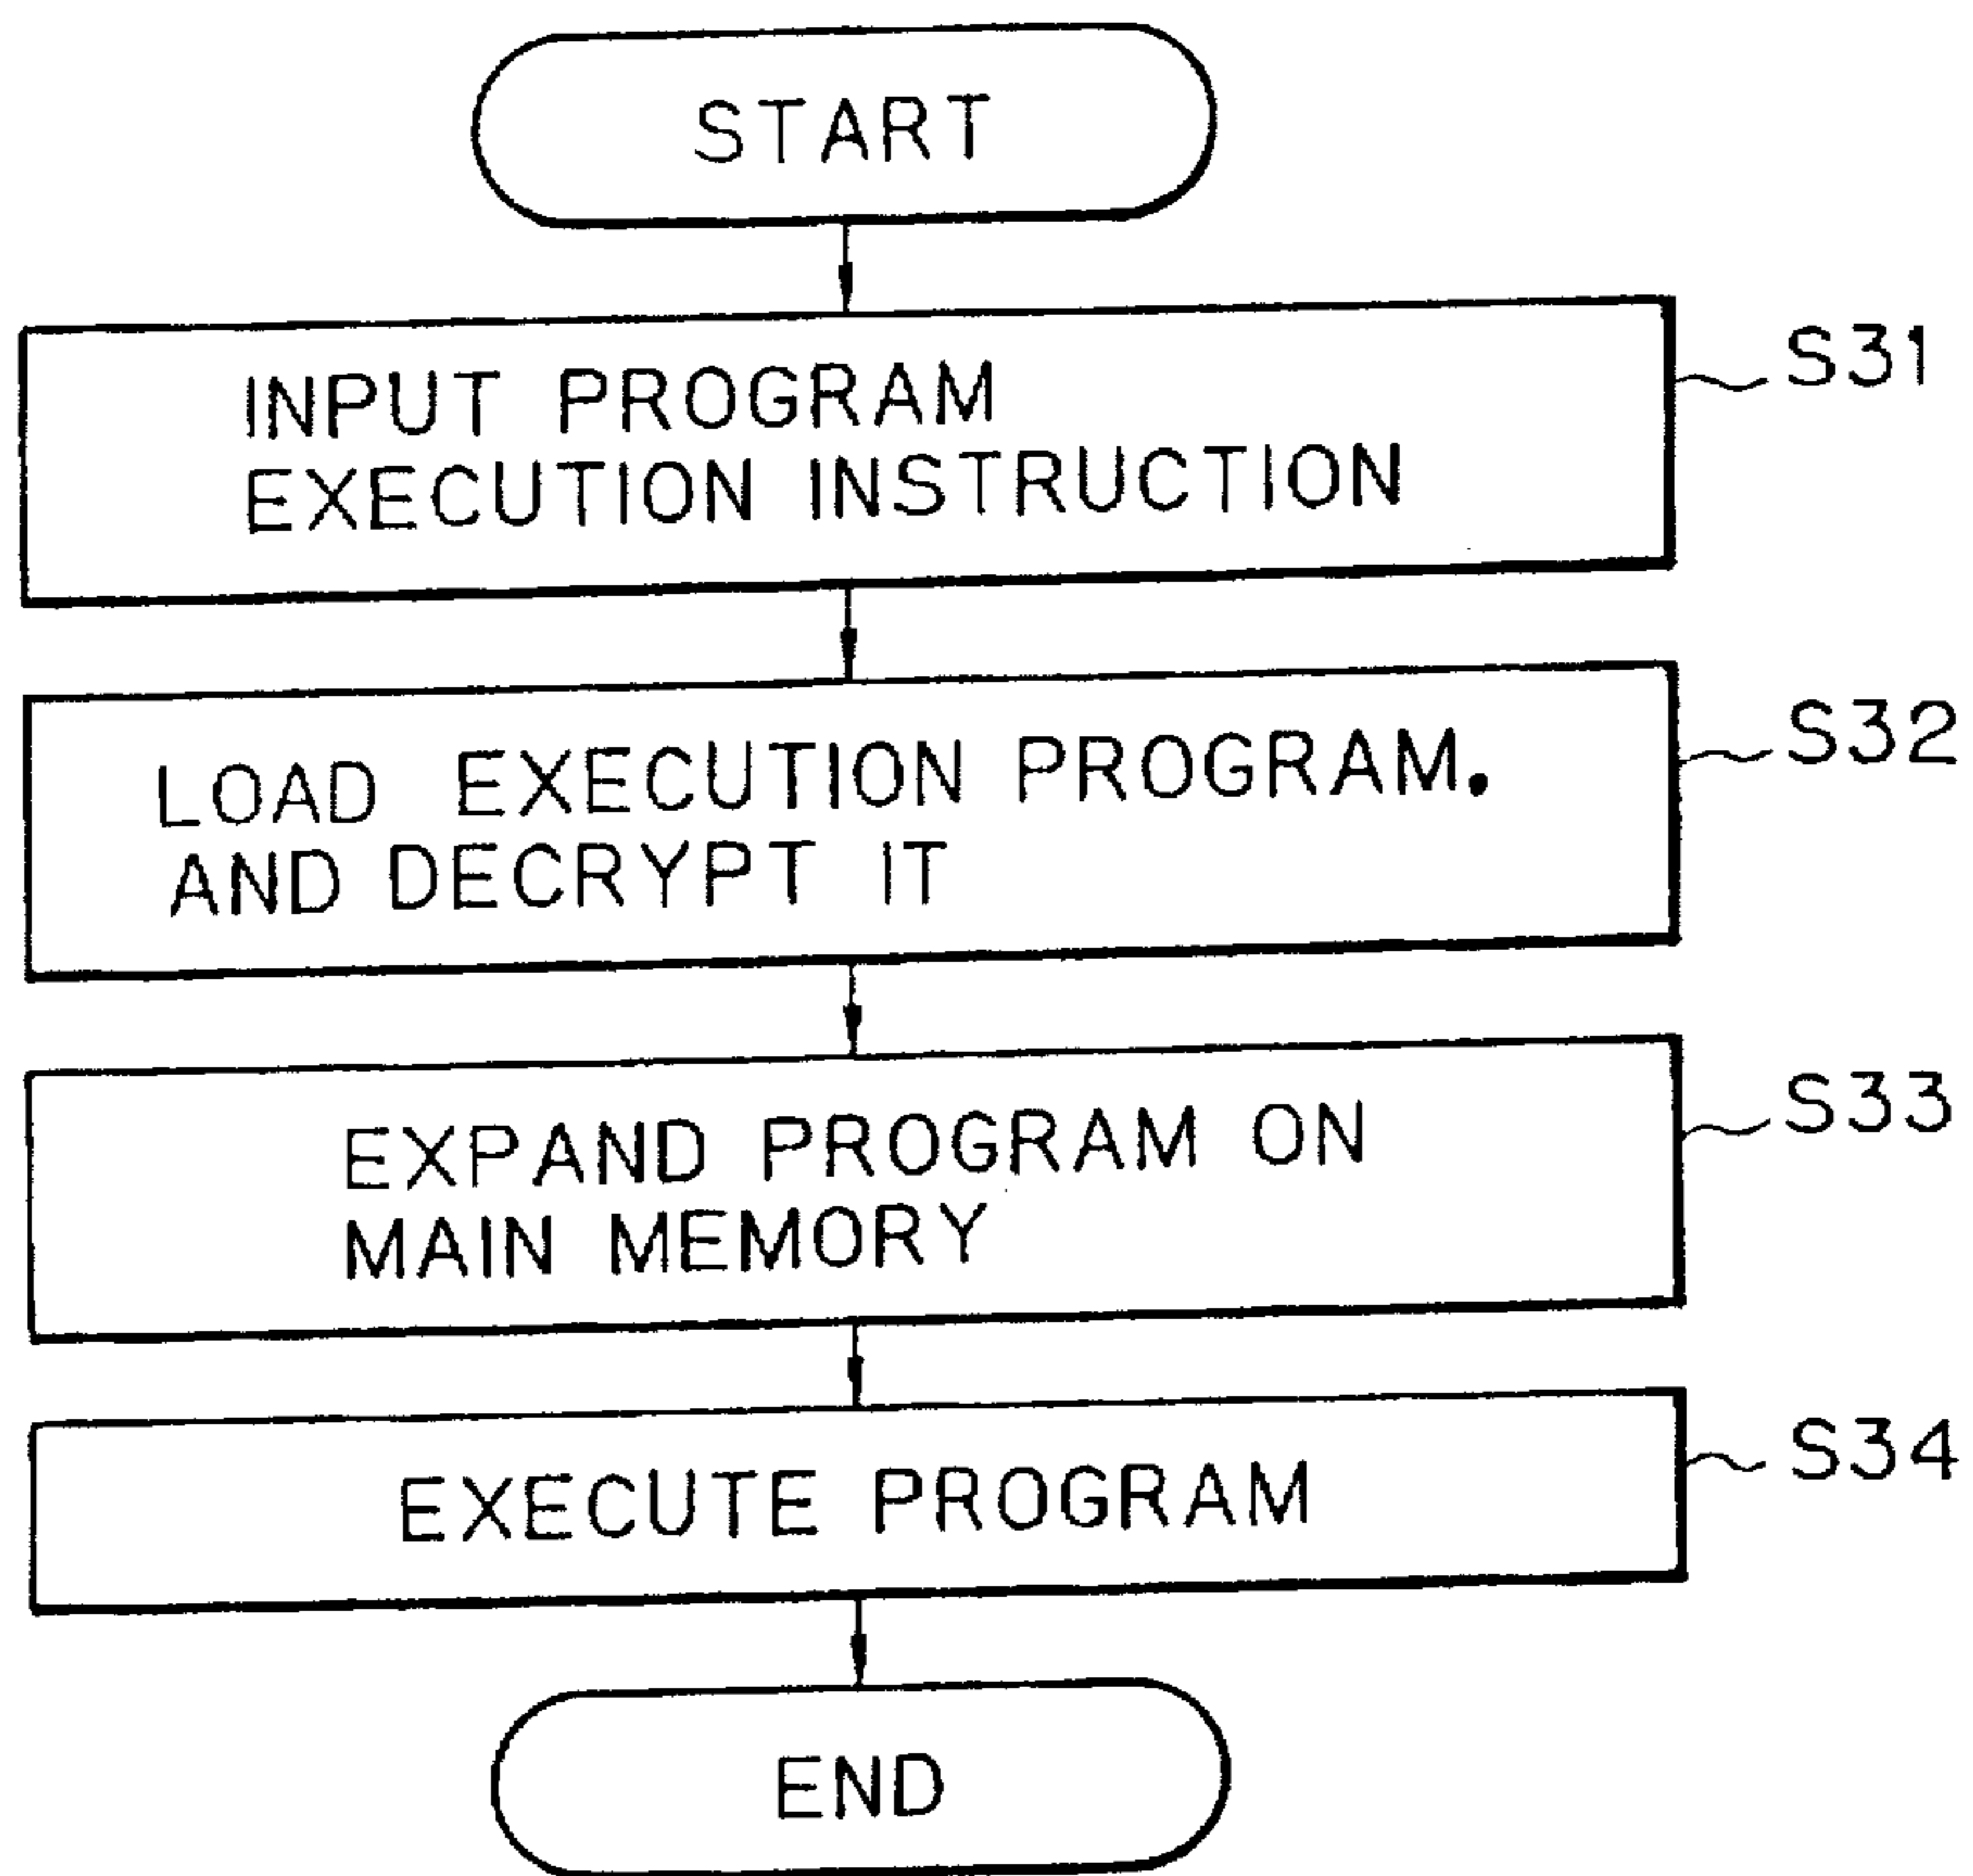 START
INPUT PROGRAM
EXECUTION INSTRUCTION
S31
LOAD EXECUTION PROGRAM.
AND DECRYPT IT
S32
EXPAND PROGRAM ON
MAIN MEMORY
S33
EXECUTE PROGRAM
S34
END